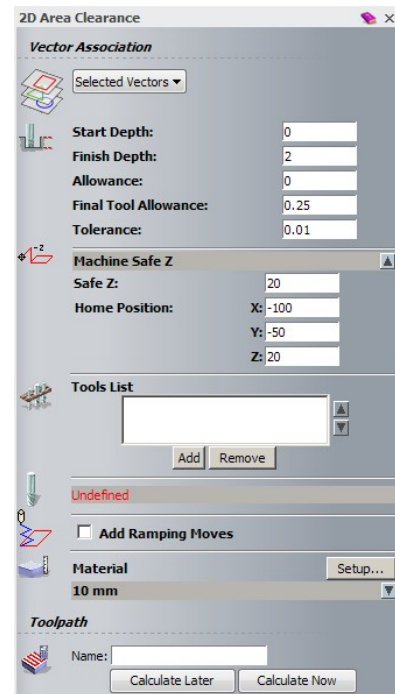 2D Area Clearance
Vector Association
Selected Vectors
Start Depth: 0
Finish Depth: 2
Allowance: 0
Final Tool Allowance: 0.25
Tolerance: 0.01
-z
Machine Safe Z
Safe Z: 20
Home Position: X: -100
Y: -50
Z: 20
Tools List
Add Remove
Undefined
Add Ramping Moves
Material Setup...
10 mm
Toolpath
Name:
Calculate Later Calculate Now